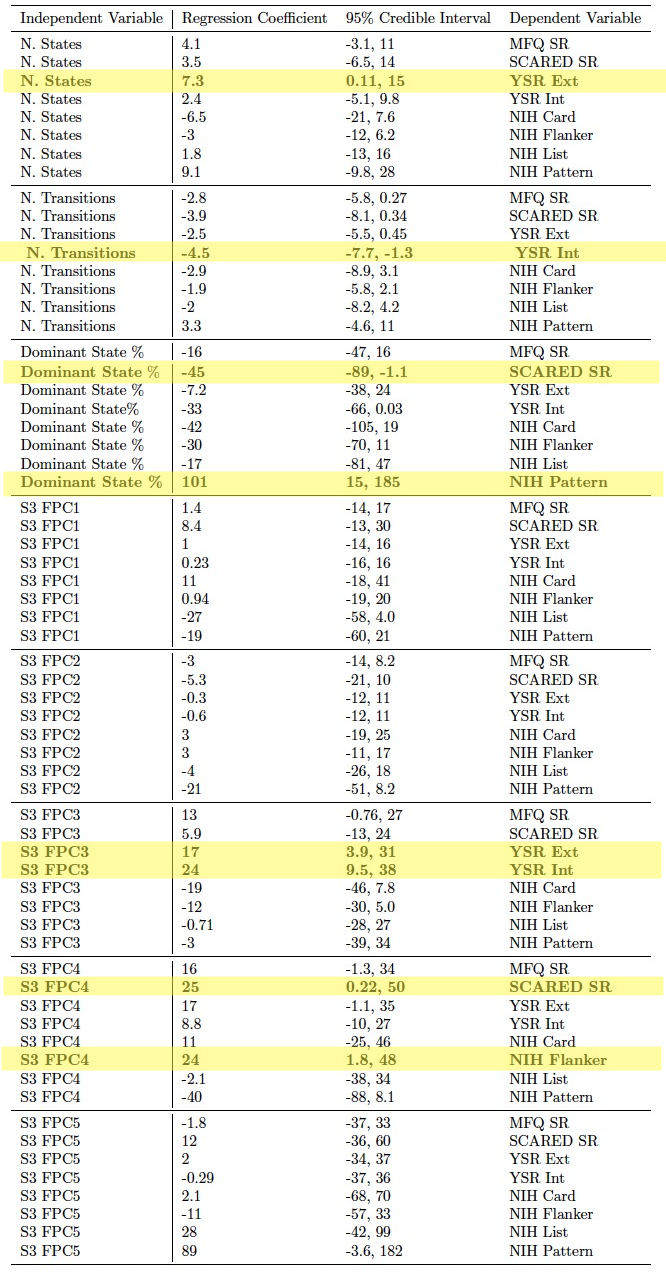 Independent Variable Regression Coefficient 95% Credible Interval Dependent Variable
N. States 4.1 -3.1, 11 MFQ SR
N. States 3.5 -6.5, 14 SCARED SR
N. States 7.3 0.11, 15 YSR Ext
N. States 2.4 -5.1, 9.8 YSR Int
N. States -6.5 -21, 7.6 NIH Card
N. States -3 -12, 6.2 NIH Flanker
N. States 1.8 -13, 16 NIH List
N. States 9.1 -9.8, 28 NIH Pattern
N. Transitions -2.8 -5.8, 0.27 MFQ SR
N. Transitions -3.9 -8.1, 0.34 SCARED SR
N. Transitions -2.5 -5.5, 0.45 YSR Ext
N. Transitions -4.5 -7.7, -1.3 YSR Int
N. Transitions -2.9 -8.9, 3.1 NIH Card
N. Transitions -1.9 -5.8, 2.1 NIH Flanker
N. Transitions -2 -8.2, 4.2 NIH List
N. Transitions 3.3 -4.6, 11 NIH Pattern
Dominant State % -16 -47, 16 MFQ SR
Dominant State % -45 -89, -1.1 SCARED SR
Dominant State % -7.2 -38, 24 YSR Ext
Dominant State% -33 -66, 0.03 YSR Int
Dominant State % -42 -105, 19 NIH Card
Dominant State % -30 -70, 11 NIH Flanker
Dominant State % -17 -81, 47 NIH List
Dominant State % 101 15, 185 NIH Pattern
S3 FPC1 1.4 -14, 17 MFQ SR
S3 FPC1 8.4 -13, 30 SCARED SR
S3 FPC1 1 -14, 16 YSR Ext
S3 FPC1 0.23 -16, 16 YSR Int
S3 FPC1 11 -18, 41 NIH Card
S3 FPC1 0.94 -19, 20 NIH Flanker
S3 FPC1 -27 -58, 4.0 NIH List
S3 FPC1 -19 -60, 21 NIH Pattern
S3 FPC2 -3 -14, 8.2 MFQ SR
S3 FPC2 -5.3 -21, 10 SCARED SR
S3 FPC2 -0.3 -12, 11 YSR Ext
S3 FPC2 -0.6 -12, 11 YSR Int
S3 FPC2 3 -19, 25 NIH Card
S3 FPC2 3 -11, 17 NIH Flanker
S3 FPC2 -4 -26, 18 NIH List
S3 FPC2 -21 -51, 8.2 NIH Pattern
S3 FPC3 13 -0.76, 27 MFQ SR
S3 FPC3 5.9 -13, 24 SCARED SR
S3 FPC3 17 3.9, 31 YSR Ext
S3 FPC3 24 9.5, 38 YSR Int
S3 FPC3 -19 -46, 7.8 NIH Card
S3 FPC3 -12 -30, 5.0 NIH Flanker
S3 FPC3 -0.71 -28, 27 NIH List
S3 FPC3 -3 -39, 34 NIH Pattern
S3 FPC4 16 -1.3, 34 MFQ SR
S3 FPC4 25 0.22, 50 SCARED SR
S3 FPC4 17 -1.1, 35 YSR Ext
S3 FPC4 8.8 -10, 27 YSR Int
S3 FPC4 11 -25, 46 NIH Card
S3 FPC4 24 1.8, 48 NIH Flanker
S3 FPC4 -2.1 -38, 34 NIH List
S3 FPC4 -40 -88, 8.1 NIH Pattern
S3 FPC5 -1.8 -37, 33 MFQ SR
S3 FPC5 12 -36, 60 SCARED SR
S3 FPC5 2 -34, 37 YSR Ext
S3 FPC5 -0.29 -37, 36 YSR Int
S3 FPC5 2.1 -68, 70 NIH Card
S3 FPC5 -11 -57, 33 NIH Flanker
S3 FPC5 28 -42, 99 NIH List
S3 FPC5 89 -3.6, 182 NIH Pattern